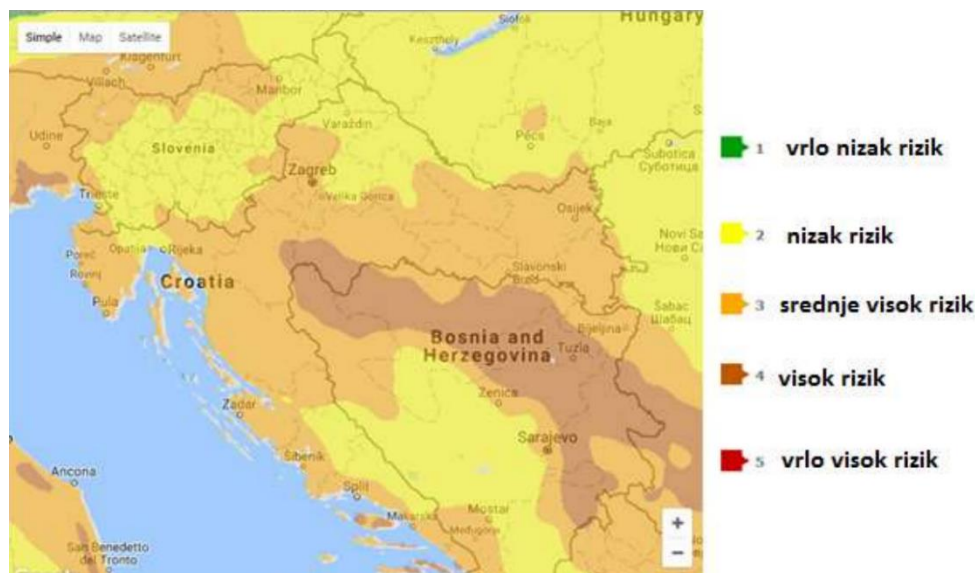 Hungary
Simple Map Satellite
Siofok
Keszthely
Klagenfurt
Villach
Maribor
Udine
Varaždin
Pécs
Baja
Slovenia
Subotica
Суботица
Zagreb
Trieste
Velika Gorica
Osijek
Opatija
Rijeka
Novi Sa
Нови Са
Poreč
Rovinj
Slavonski
Brod
Croatia
Pula
Šabac
Шабац
Bosnia and
Herzegovina
Bijeljina
Tuzla
Zadar
Zenica
Sarajevo
Šibenik
Ancona
Split
Makarska
Mostar
Međugorje
San Benedetto
del Tronto
+
−
1 vrlo nizak rizik
2 nizak rizik
3 srednje visok rizik
4 visok rizik
5 vrlo visok rizik